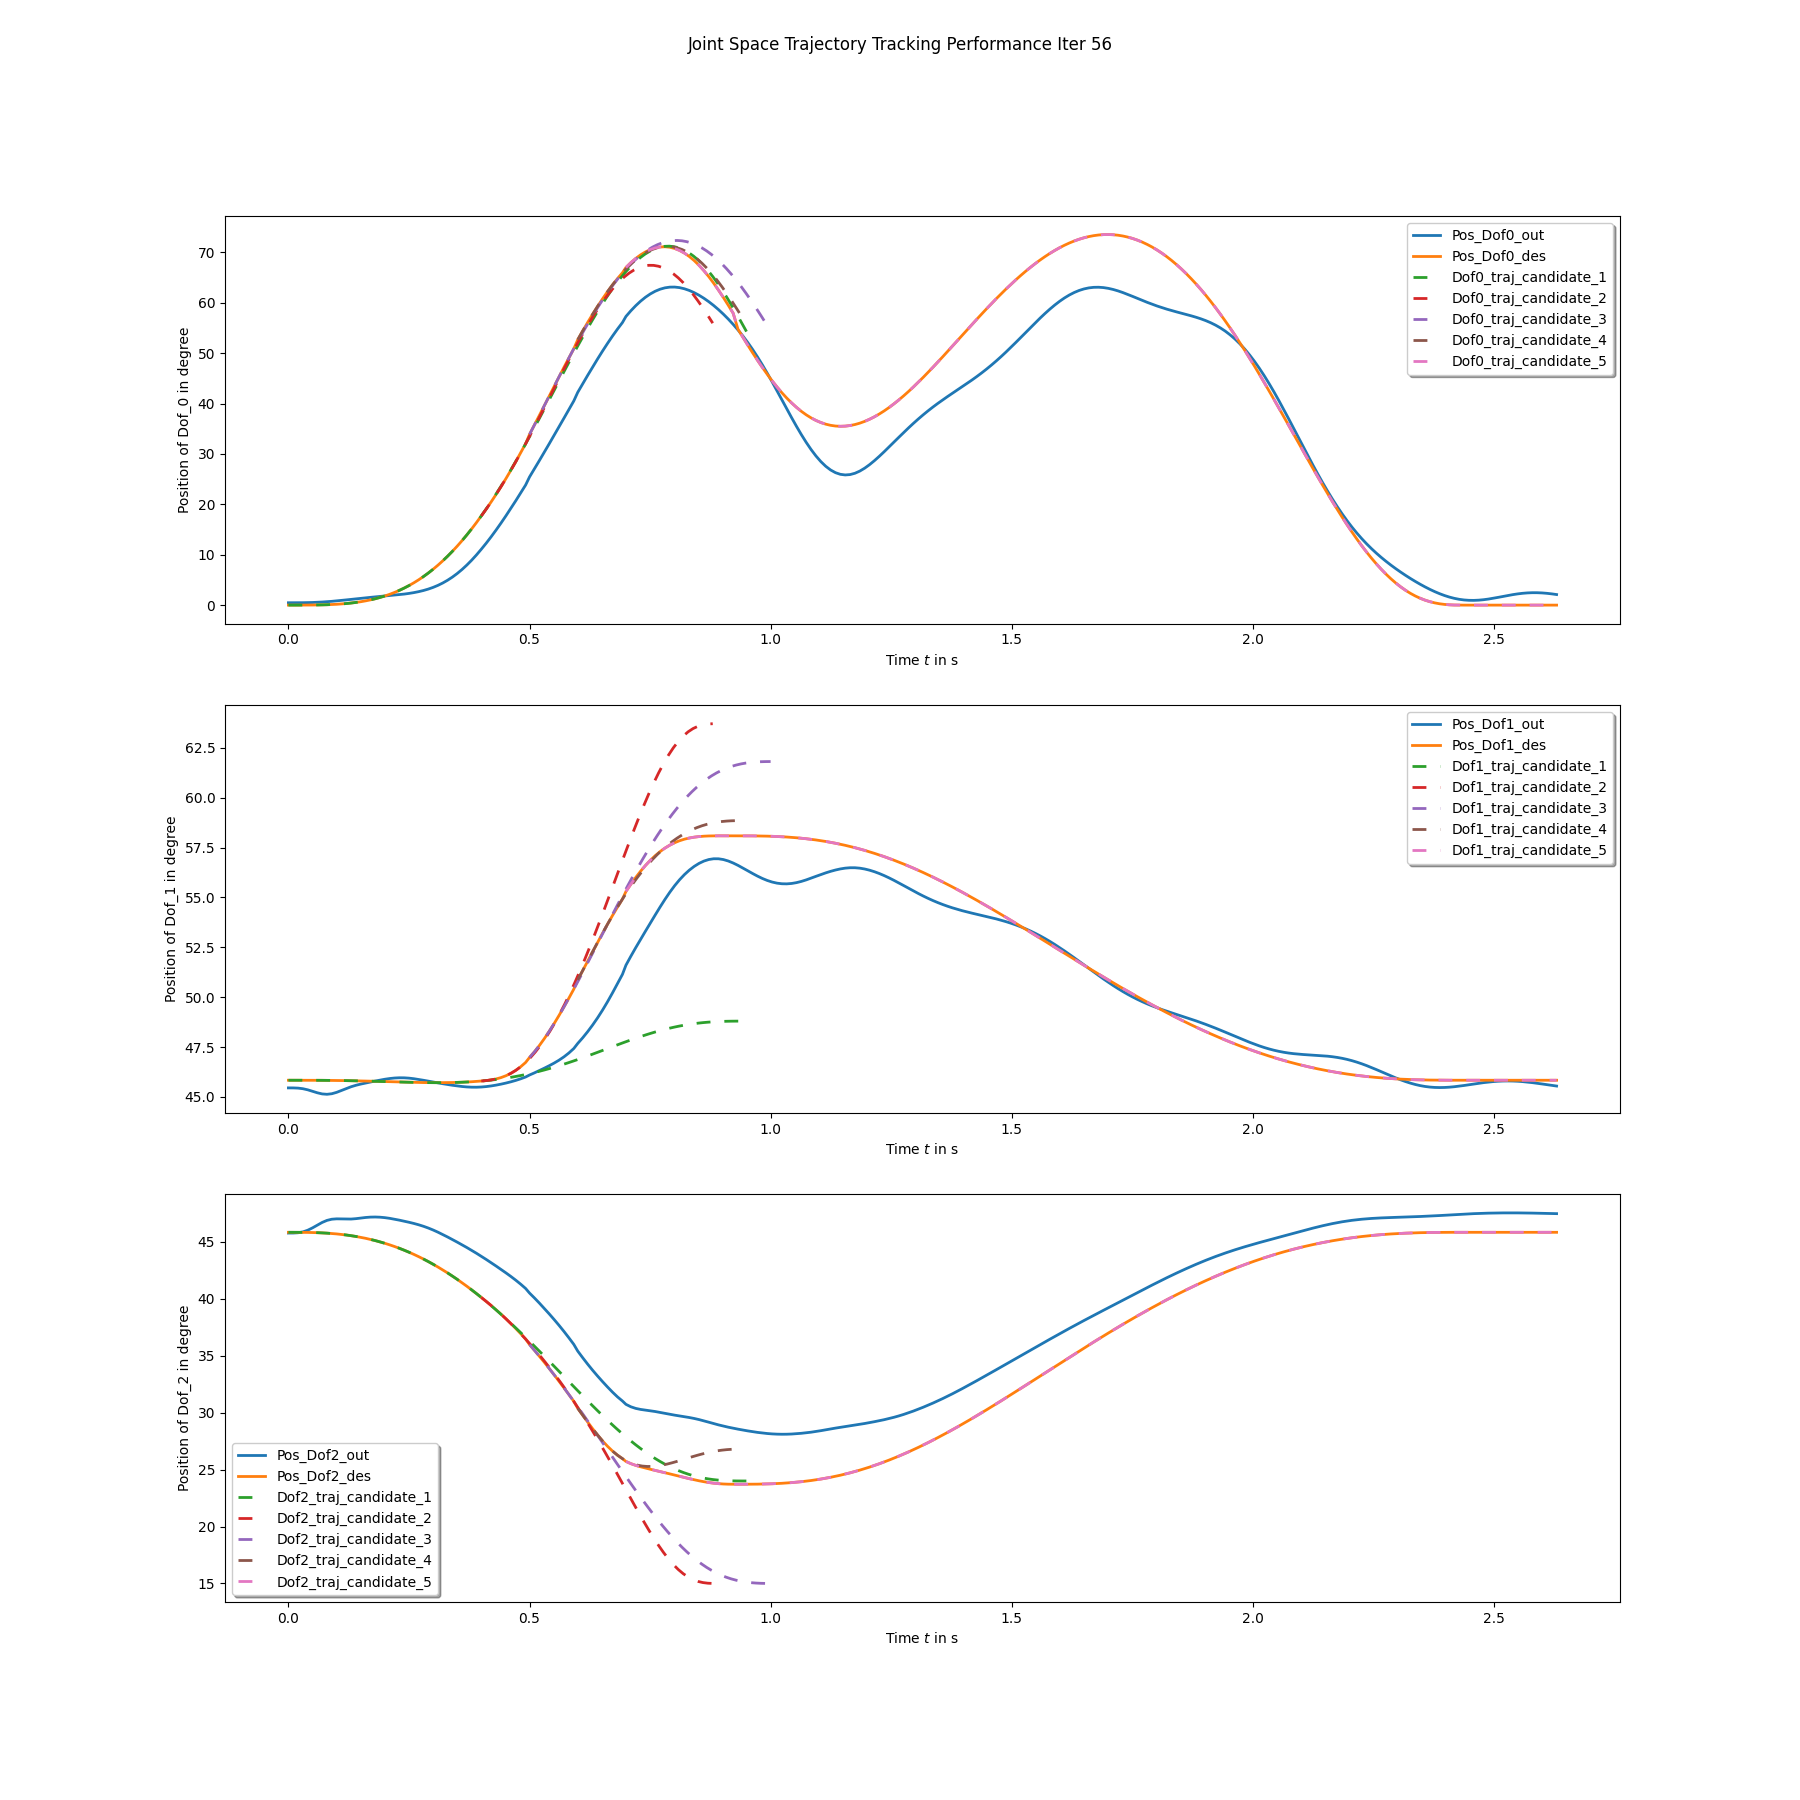 Joint Space Trajectory Tracking Performance Iter 56
Position of Dof_0 in degree
70
60
50
40
30
20
10
0
Pos_Dof0_out
Pos_Dof0_des
Dof0_traj_candidate_1
Dof0_traj_candidate_2
Dof0_traj_candidate_3
Dof0_traj_candidate_4
Dof0_traj_candidate_5
0.0 0.5 1.0 1.5 2.0 2.5
Time t in s
Position of Dof_1 in degree
62.5
60.0
57.5
55.0
52.5
50.0
47.5
45.0
Pos_Dof1_out
Pos_Dof1_des
Dof1_traj_candidate_1
Dof1_traj_candidate_2
Dof1_traj_candidate_3
Dof1_traj_candidate_4
Dof1_traj_candidate_5
0.0 0.5 1.0 1.5 2.0 2.5
Time t in s
Position of Dof_2 in degree
45
40
35
30
25
20
15
Pos_Dof2_out
Pos_Dof2_des
Dof2_traj_candidate_1
Dof2_traj_candidate_2
Dof2_traj_candidate_3
Dof2_traj_candidate_4
Dof2_traj_candidate_5
0.0 0.5 1.0 1.5 2.0 2.5
Time t in s